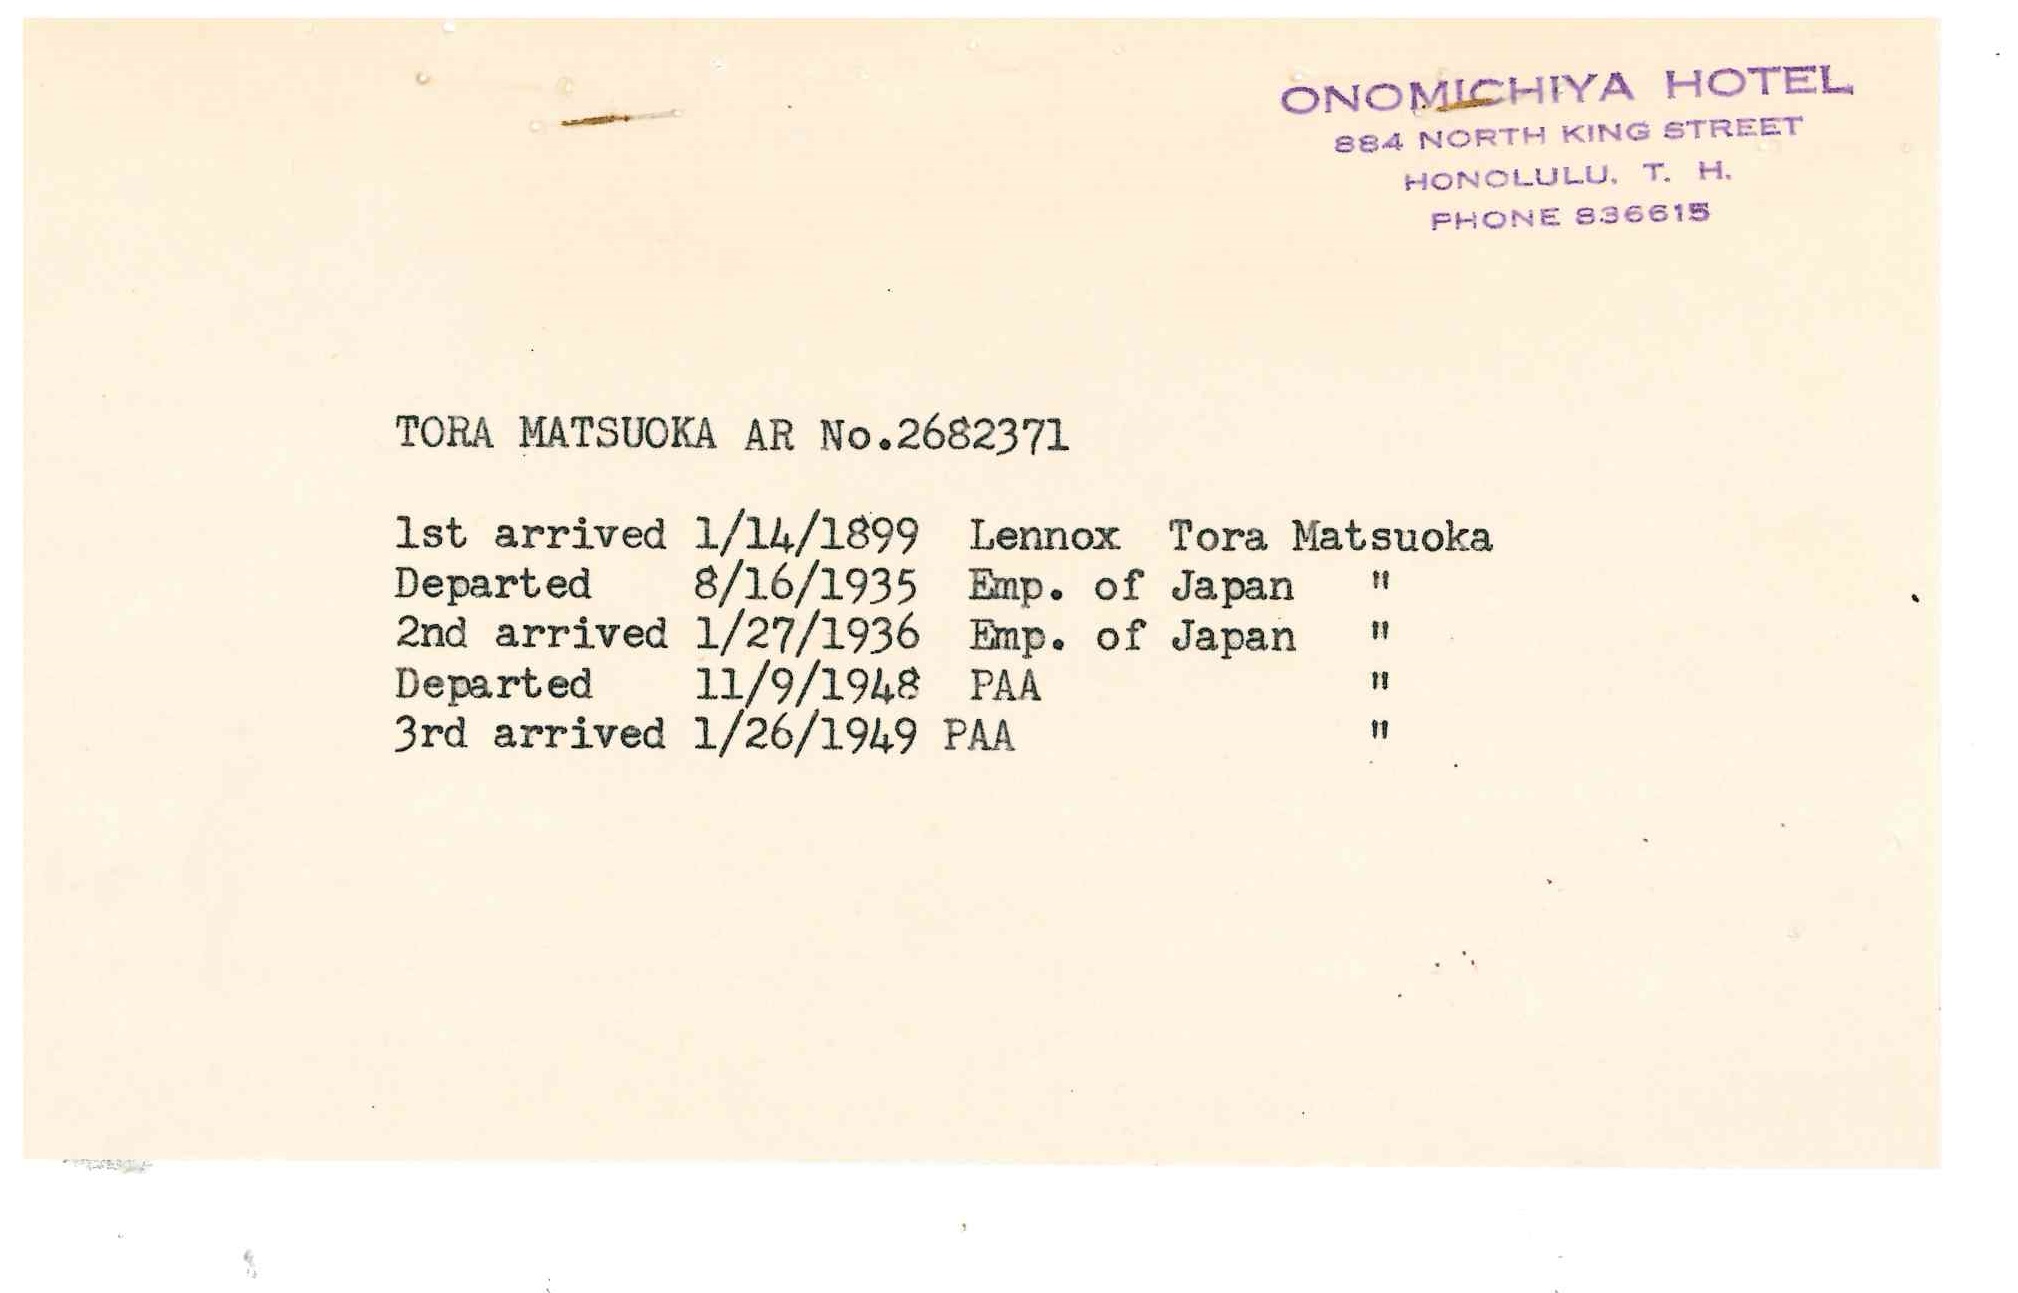 ONOMICHIYA HOTEL
884 NORTH KING STREET
HONOLULU, T. H.
PHONE 836615
TORA MATSUOKA AR No.2682371
1st arrived 1/14/1899 Lennox Tora Matsuoka
Departed 8/16/1935 Emp. of Japan "
2nd arrived 1/27/1936 Emp. of Japan "
Departed 11/9/1948 PAA "
3rd arrived 1/26/1949 PAA "